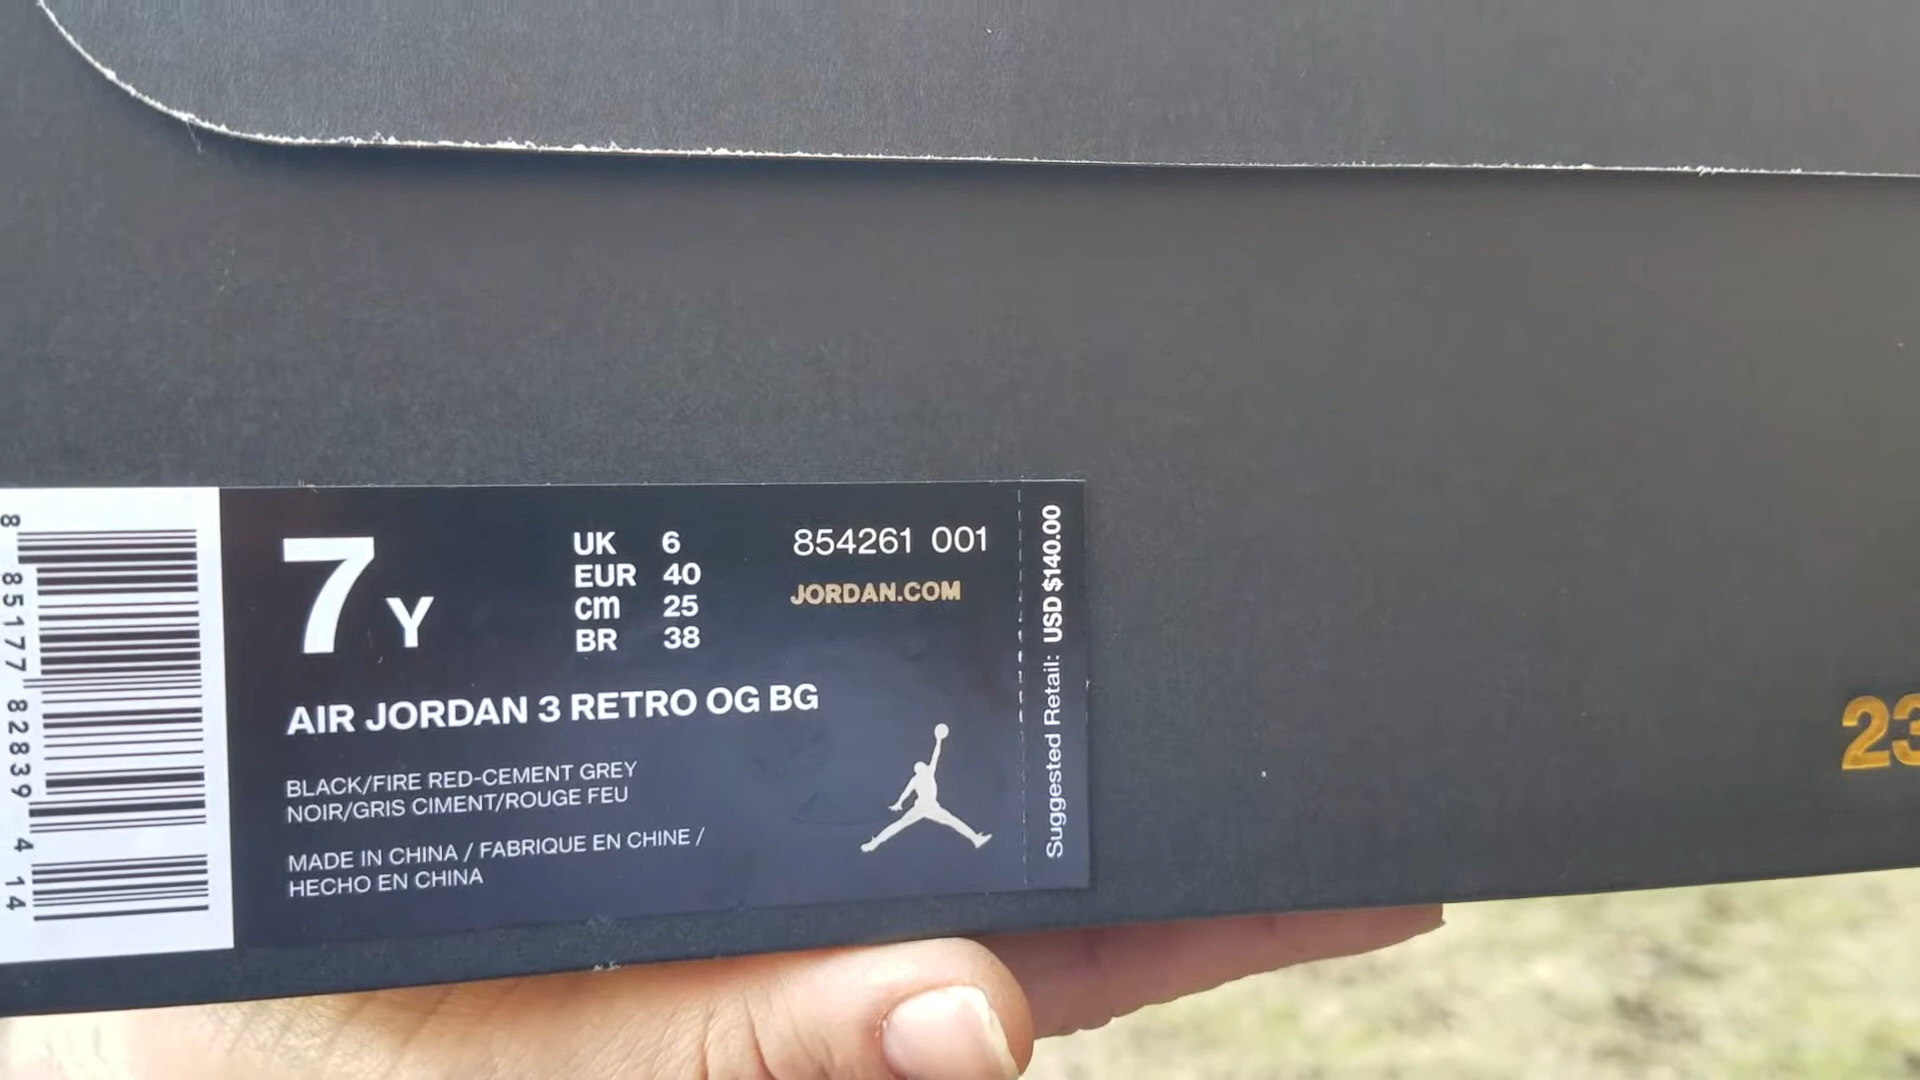 7 Y
UK 6
EUR 40
cm 25
BR 38
854261 001
JORDAN.COM
AIR JORDAN 3 RETRO OG BG
BLACK/FIRE RED-CEMENT GREY
NOIR/GRIS CIMENT/ROUGE FEU
MADE IN CHINA / FABRIQUE EN CHINE /
HECHO EN CHINA
Suggested Retail: USD $140.00
8 85177 82839 4 14
23